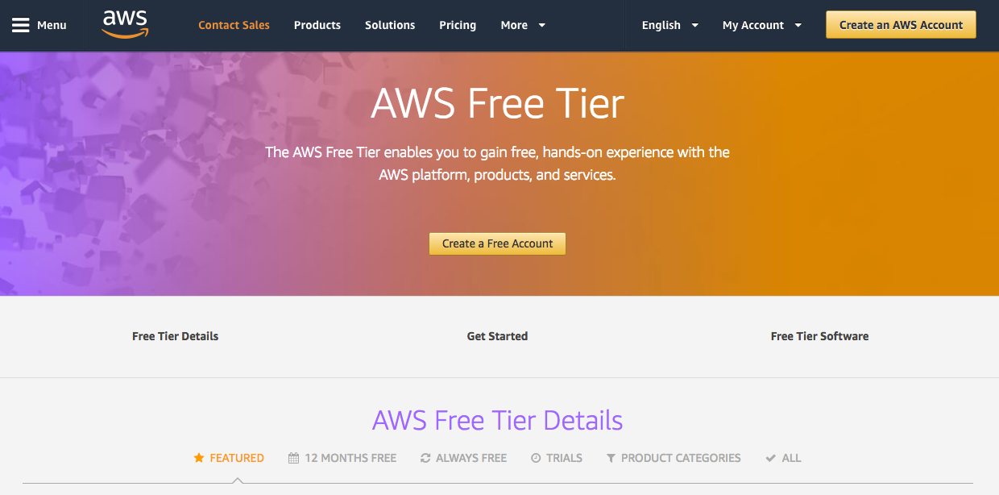 Menu
aws
Contact Sales
Products
Solutions
Pricing
More
English
My Account
Create an AWS Account
AWS Free Tier
The AWS Free Tier enables you to gain free, hands-on experience with the
AWS platform, products, and services.
Create a Free Account
Free Tier Details
Get Started
Free Tier Software
AWS Free Tier Details
FEATURED
12 MONTHS FREE
ALWAYS FREE
TRIALS
PRODUCT CATEGORIES
ALL